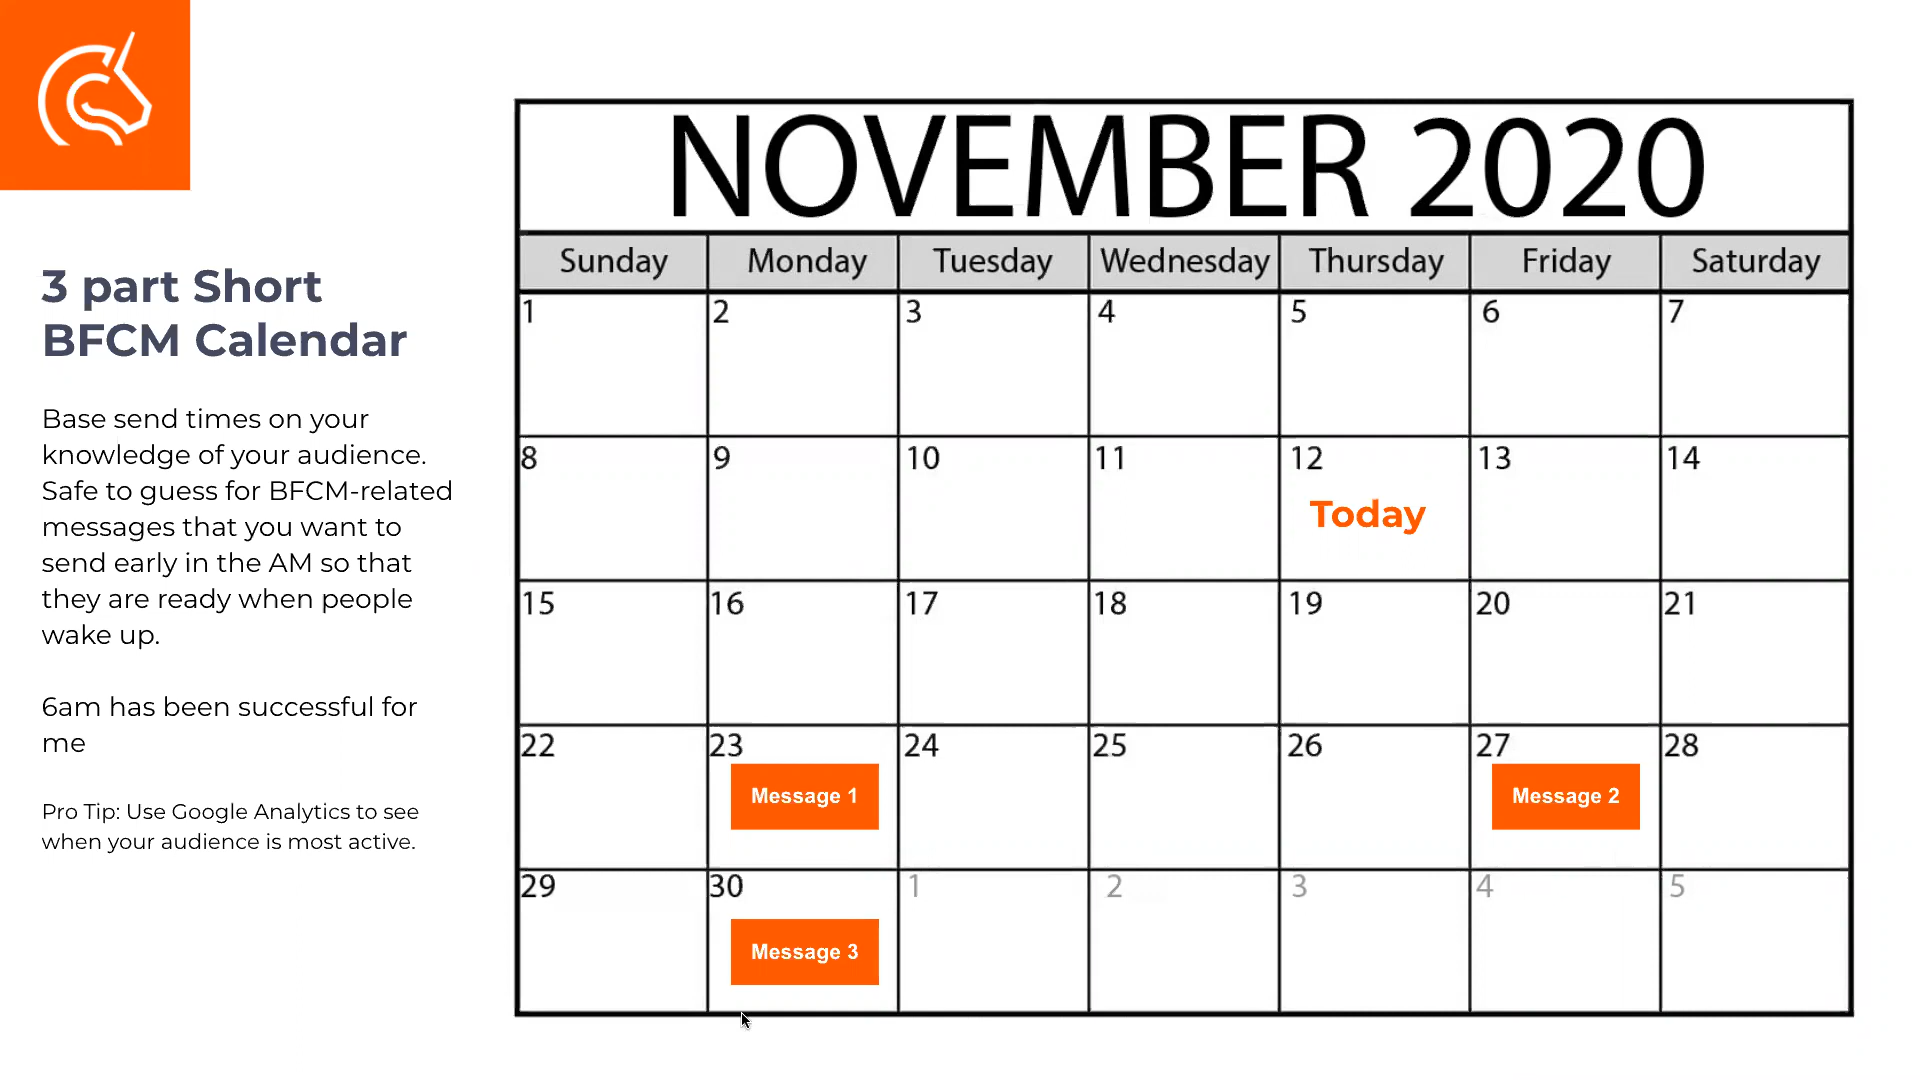 3 part Short
BFCM Calendar
Base send times on your
knowledge of your audience.
Safe to guess for BFCM-related
messages that you want to
send early in the AM so that
they are ready when people
wake up.
6am has been successful for
me
Pro Tip: Use Google Analytics to see
when your audience is most active.
NOVEMBER 2020
Sunday Monday Tuesday Wednesday Thursday Friday Saturday
1 2 3 4 5 6 7
8 9 10 11 12 13 14
Today
15 16 17 18 19 20 21
22 23 24 25 26 27 28
Message 1 Message 2
29 30 1 2 3 4 5
Message 3